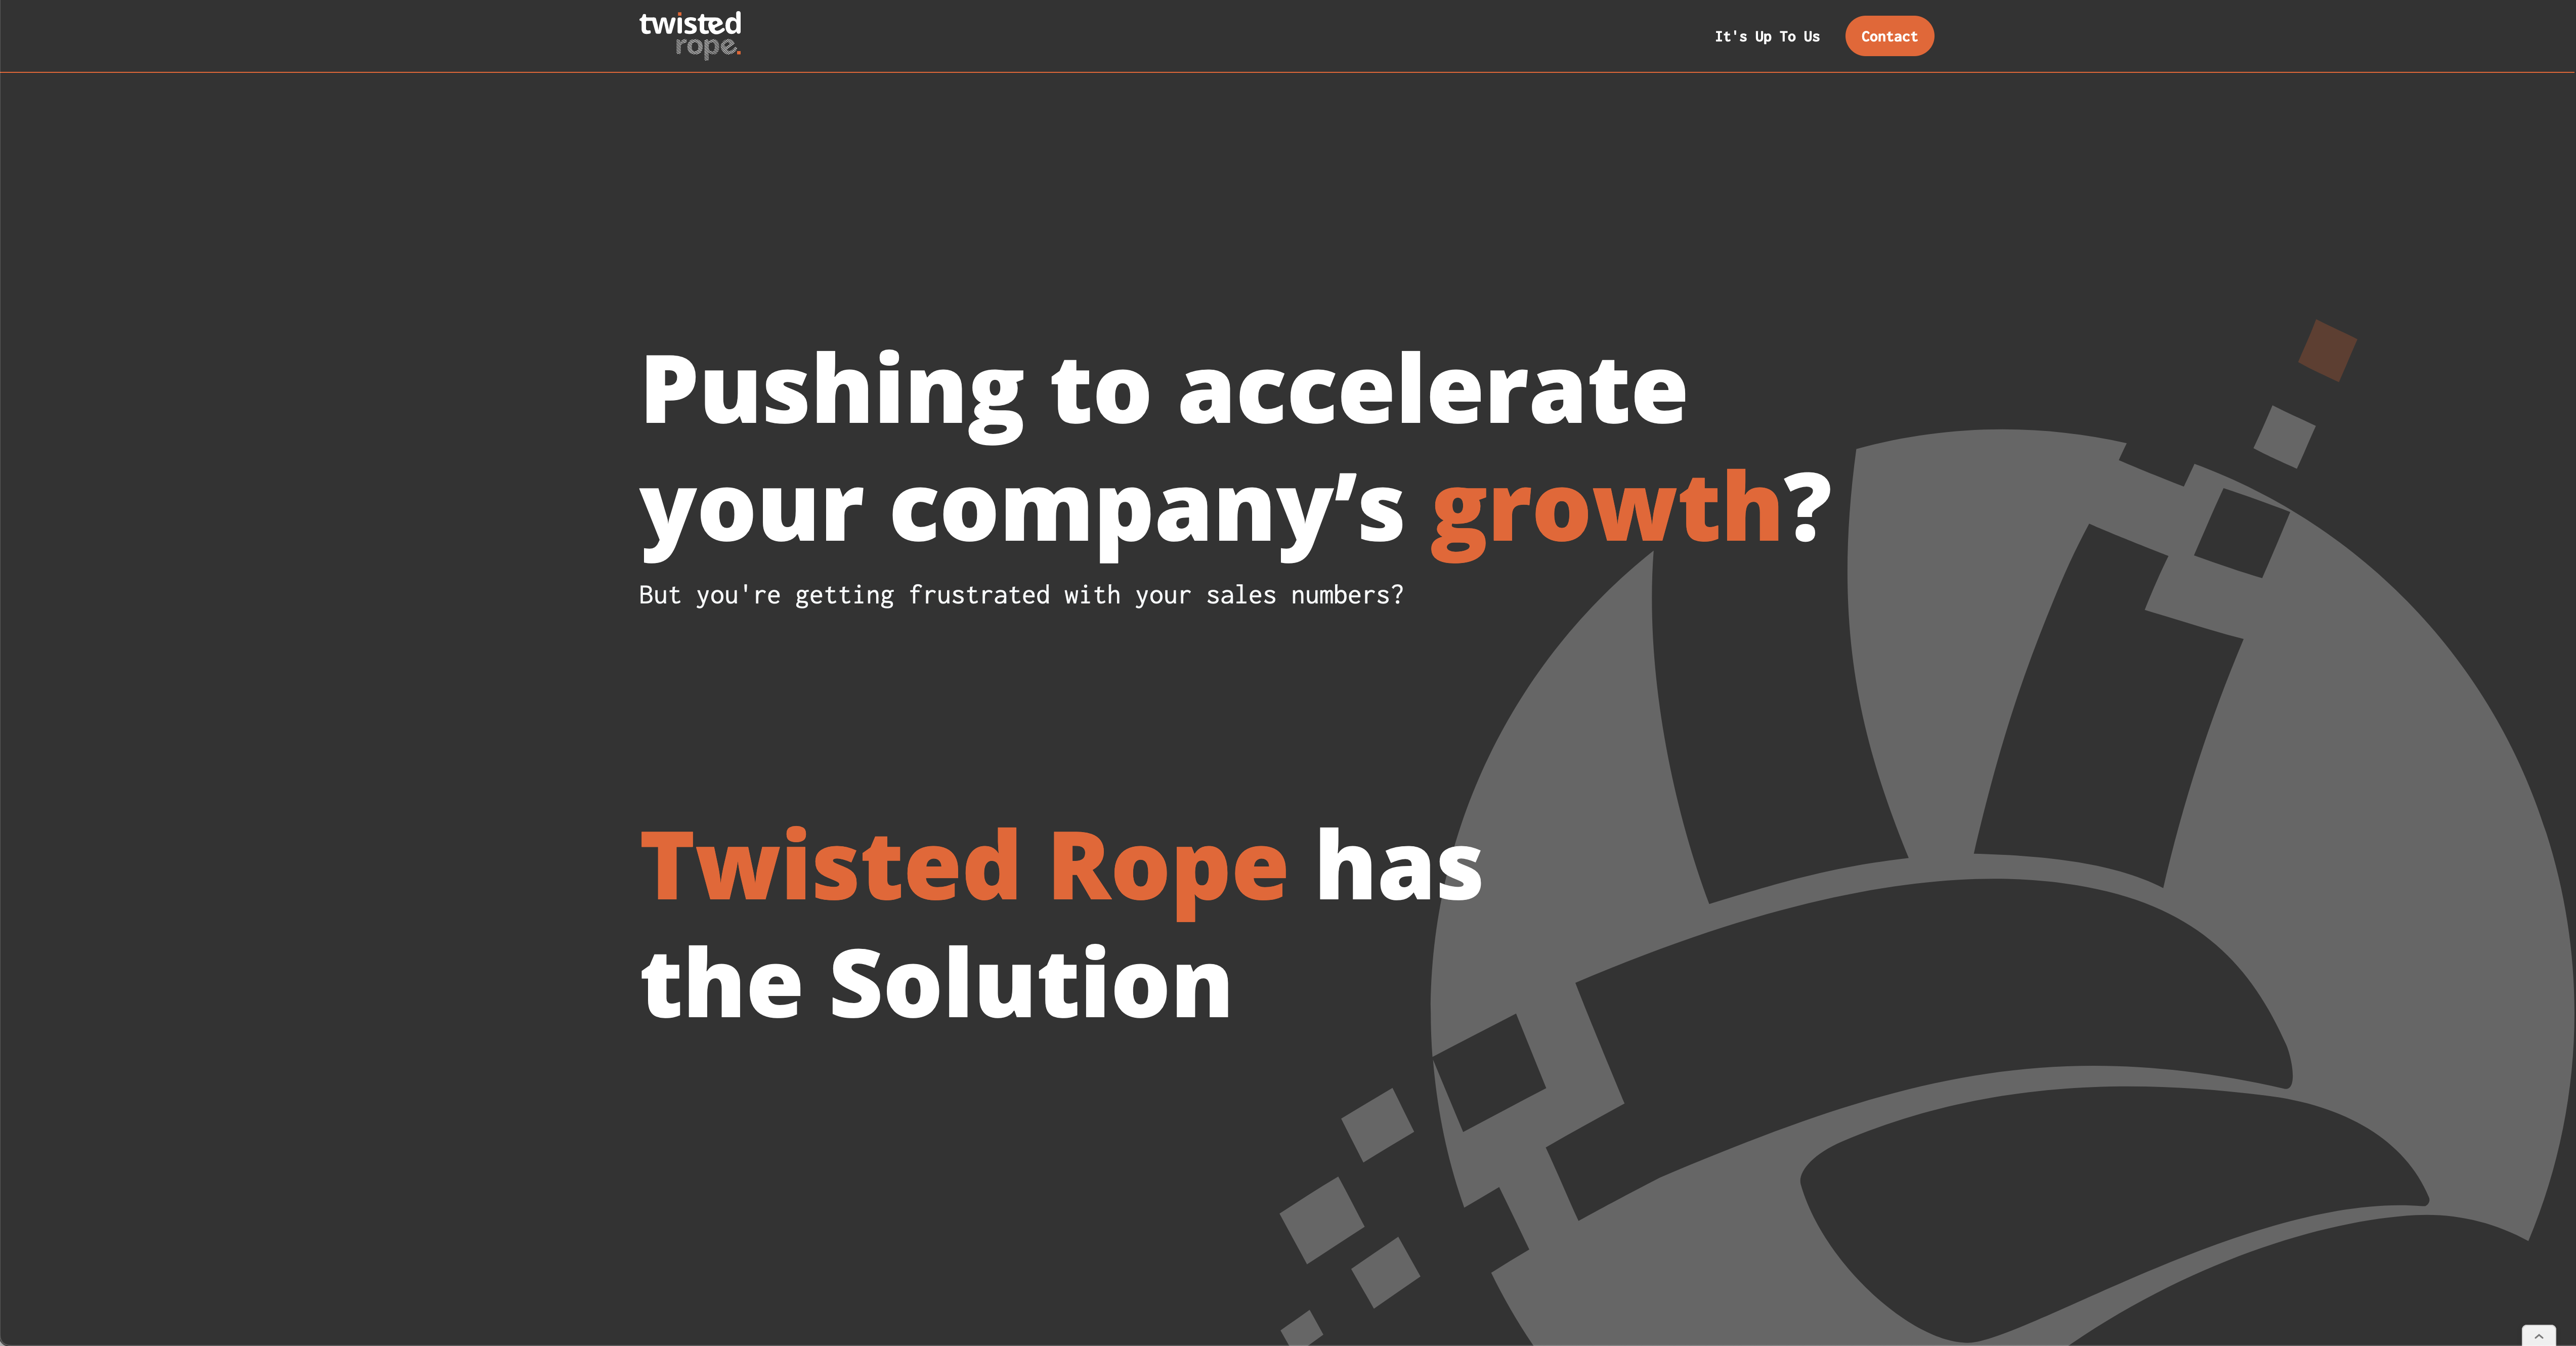 twisted
rope.
It's Up To Us
Contact
Pushing to accelerate
your company’s growth?
But you're getting frustrated with your sales numbers?
Twisted Rope has
the Solution